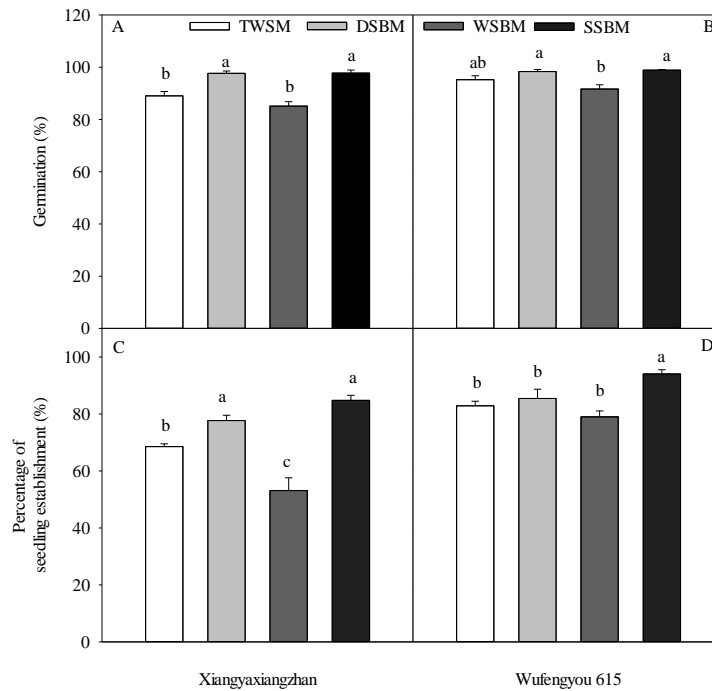 A TWSM DSBM WSBM SSBM B
120
100
80
60
40
20
0
Germination (%)
b a b a
ab a b a
C D
100
80
60
40
20
0
Percentage of
seedling establishment (%)
b a c a
b b b a
Xiangyaxiangzhan Wufengyou 615